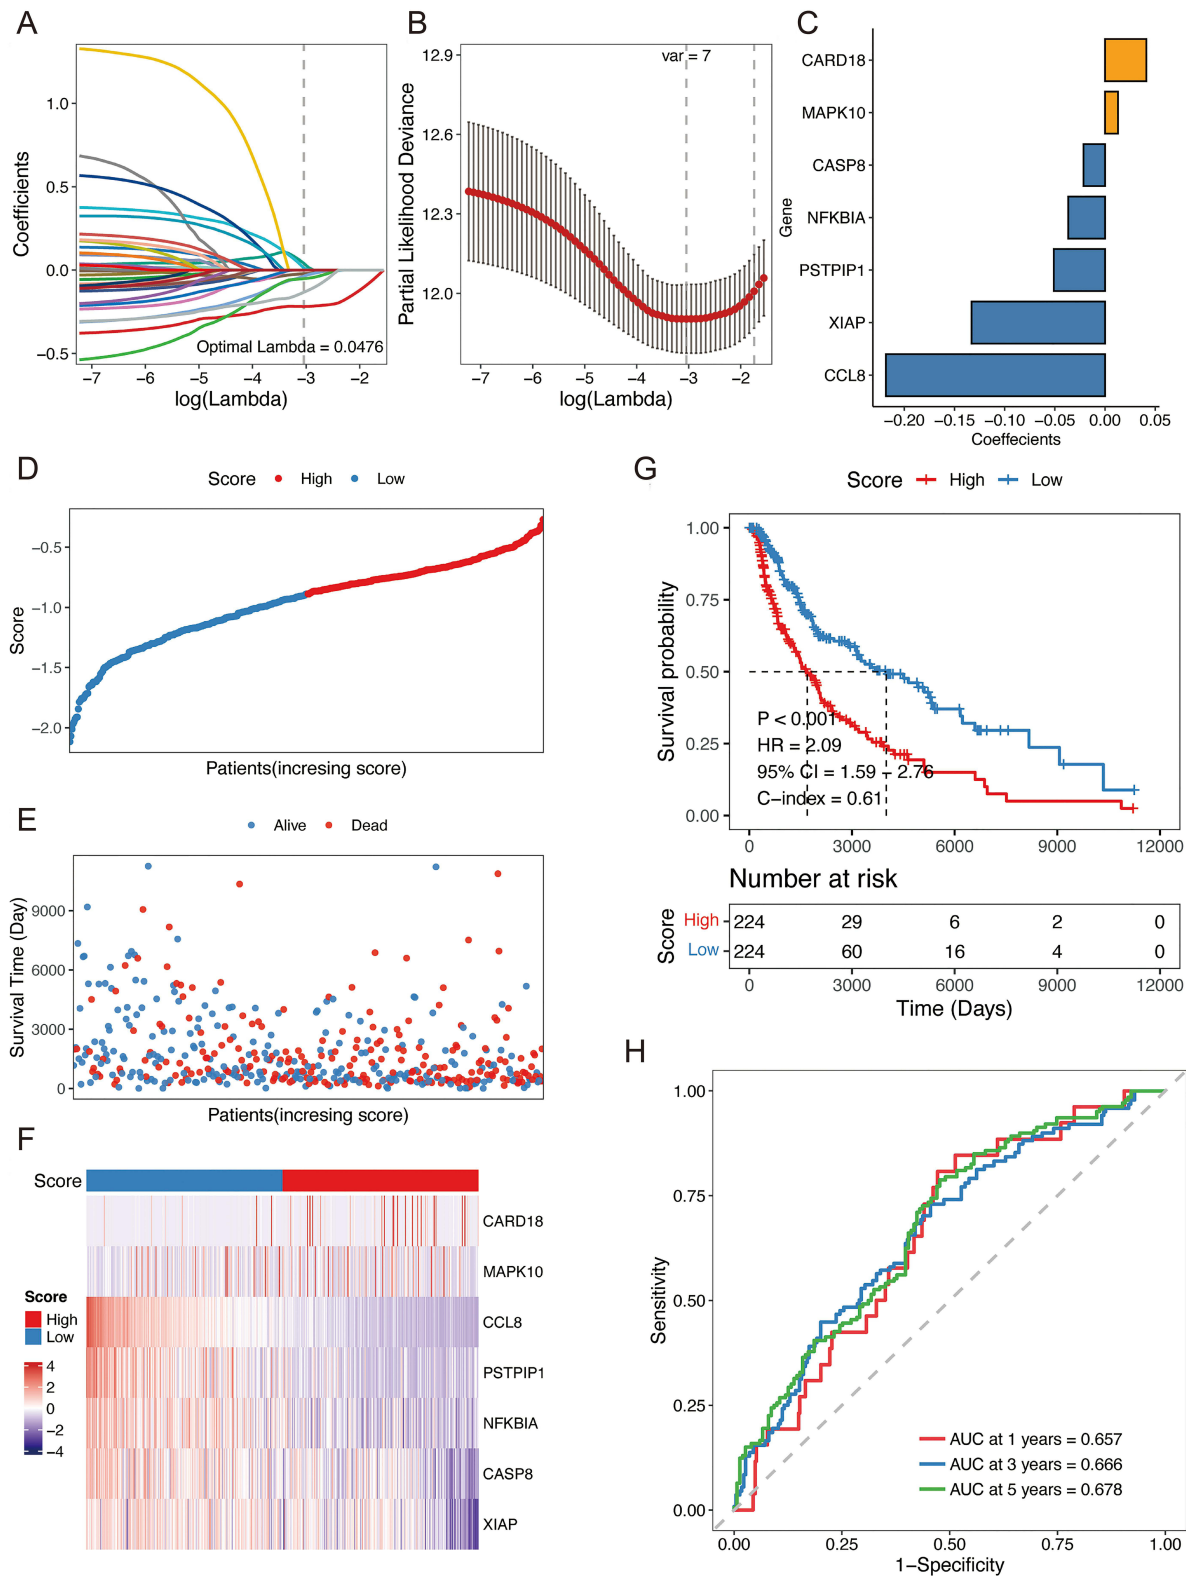 A
Coefficients
1.0
0.5
0.0
−0.5
Optimal Lambda = 0.0476
−7 −6 −5 −4 −3 −2
log(Lambda)
B
Partial Likelihood Deviance
12.9
12.6
12.3
12.0
var = 7
−7 −6 −5 −4 −3 −2
log(Lambda)
C
Gene
CARD18
MAPK10
CASP8
NFKBIA
PSTPIP1
XIAP
CCL8
−0.20 −0.15 −0.10 −0.05 0.00 0.05
Coeffecients
D
Score High Low
Score
−0.5
−1.0
−1.5
−2.0
Patients(incresing score)
E
Alive Dead
Survival Time (Day)
9000
6000
3000
0
Patients(incresing score)
F
Score
CARD18
MAPK10
CCL8
PSTPIP1
NFKBIA
CASP8
XIAP
Score
High
Low
4
2
0
−2
−4
G
Score High Low
Survival probability
1.00
0.75
0.50
0.25
0.00
P < 0.001
HR = 2.09
95% CI = 1.59 − 2.76
C−index = 0.61
0 3000 6000 9000 12000
Number at risk
Score
High 224 29 6 2 0
Low 224 60 16 4 0
0 3000 6000 9000 12000
Time (Days)
H
Sensitivity
1.00
0.75
0.50
0.25
0.00
AUC at 1 years = 0.657
AUC at 3 years = 0.666
AUC at 5 years = 0.678
0.00 0.25 0.50 0.75 1.00
1−Specificity